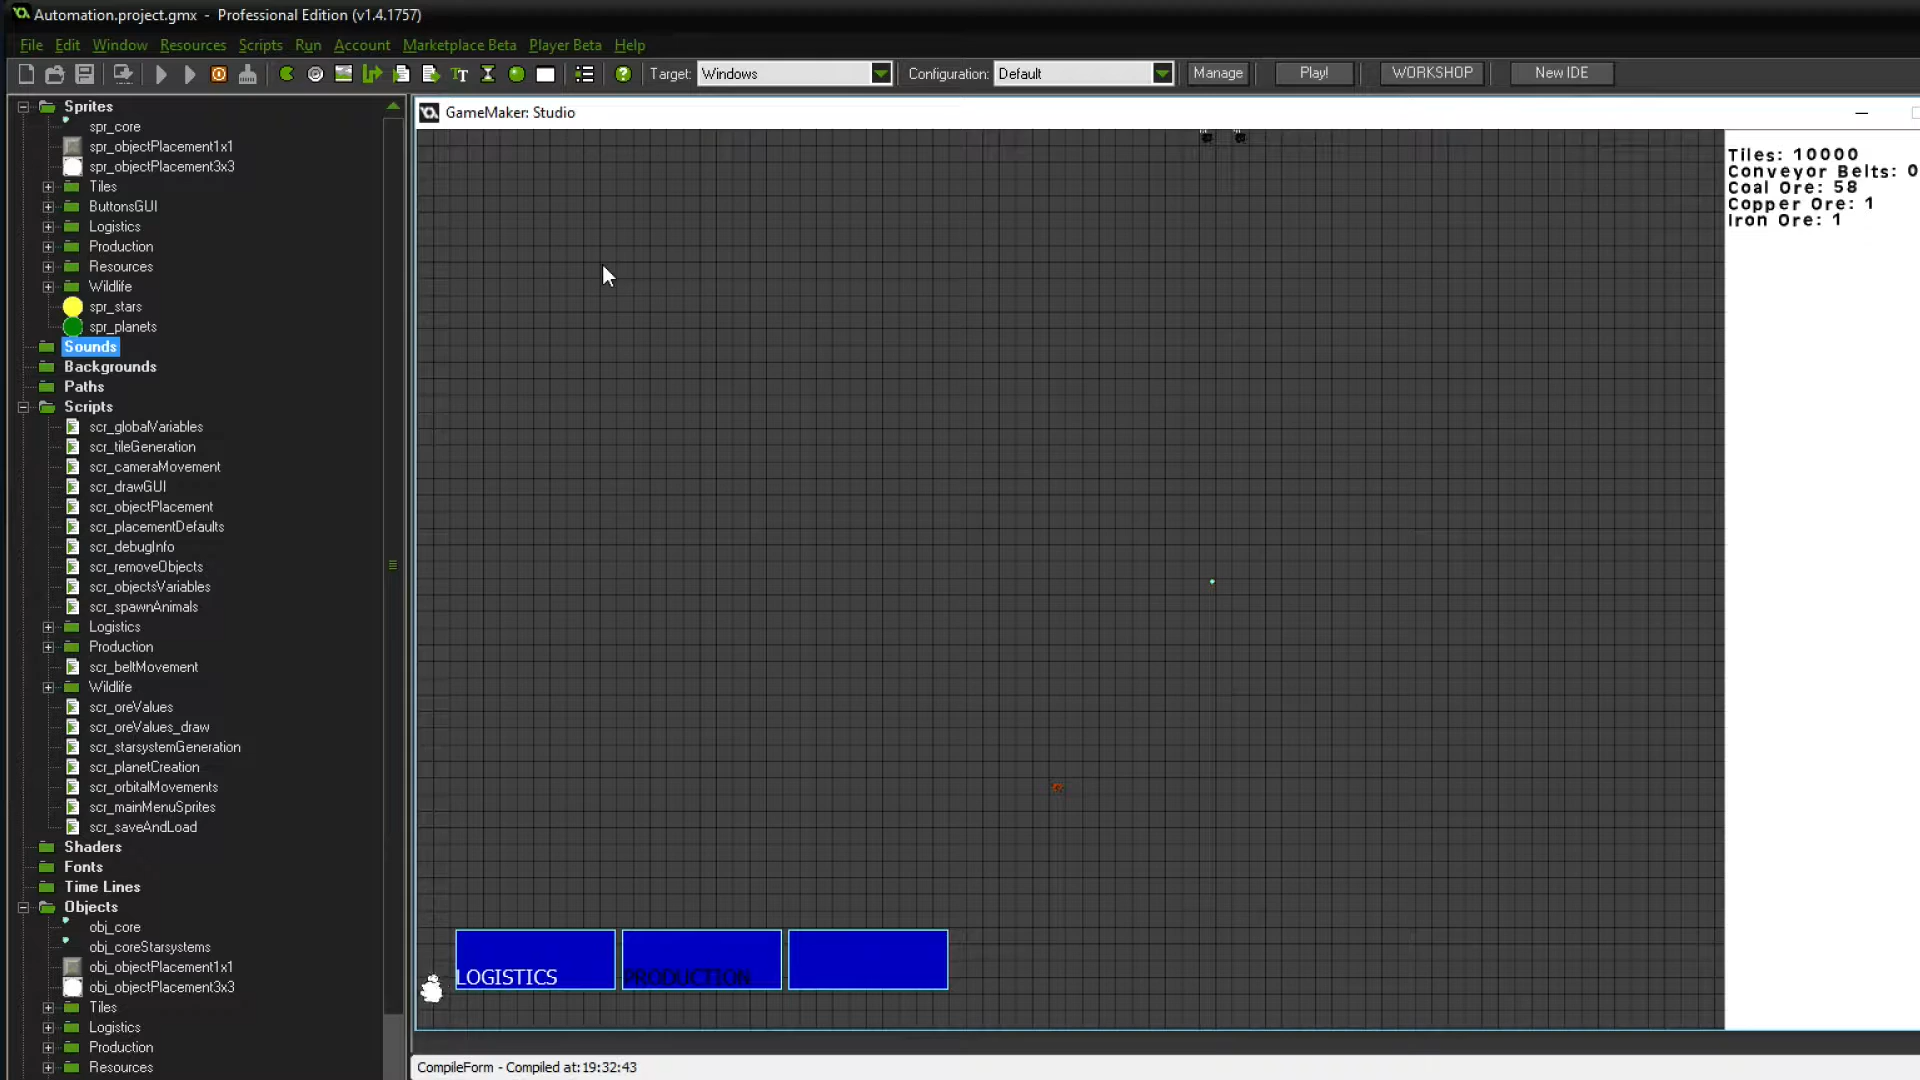 Automation.project.gmx - Professional Edition (v1.4.1757)
File Edit Window Resources Scripts Run Account Marketplace Beta Player Beta Help
Target: Windows Configuration: Default Manage Play! WORKSHOP New IDE
Sprites
spr_core
spr_objectPlacement1x1
spr_objectPlacement3x3
Tiles
ButtonsGUI
Logistics
Production
Resources
Wildlife
spr_stars
spr_planets
Sounds
Backgrounds
Paths
Scripts
scr_globalVariables
scr_tileGeneration
scr_cameraMovement
scr_drawGUI
scr_objectPlacement
scr_placementDefaults
scr_debugInfo
scr_removeObjects
scr_objectsVariables
scr_spawnAnimals
Logistics
Production
scr_beltMovement
Wildlife
scr_oreValues
scr_oreValues_draw
scr_starsystemGeneration
scr_planetCreation
scr_orbitalMovements
scr_mainMenuSprites
scr_saveAndLoad
Shaders
Fonts
Time Lines
Objects
obj_core
obj_coreStarsystems
obj_objectPlacement1x1
obj_objectPlacement3x3
Tiles
Logistics
Production
Resources
GameMaker: Studio
Tiles: 10000
Conveyor Belts: 0
Coal Ore: 58
Copper Ore: 1
Iron Ore: 1
LOGISTICS
PRODUCTION
CompileForm - Compiled at:19:32:43